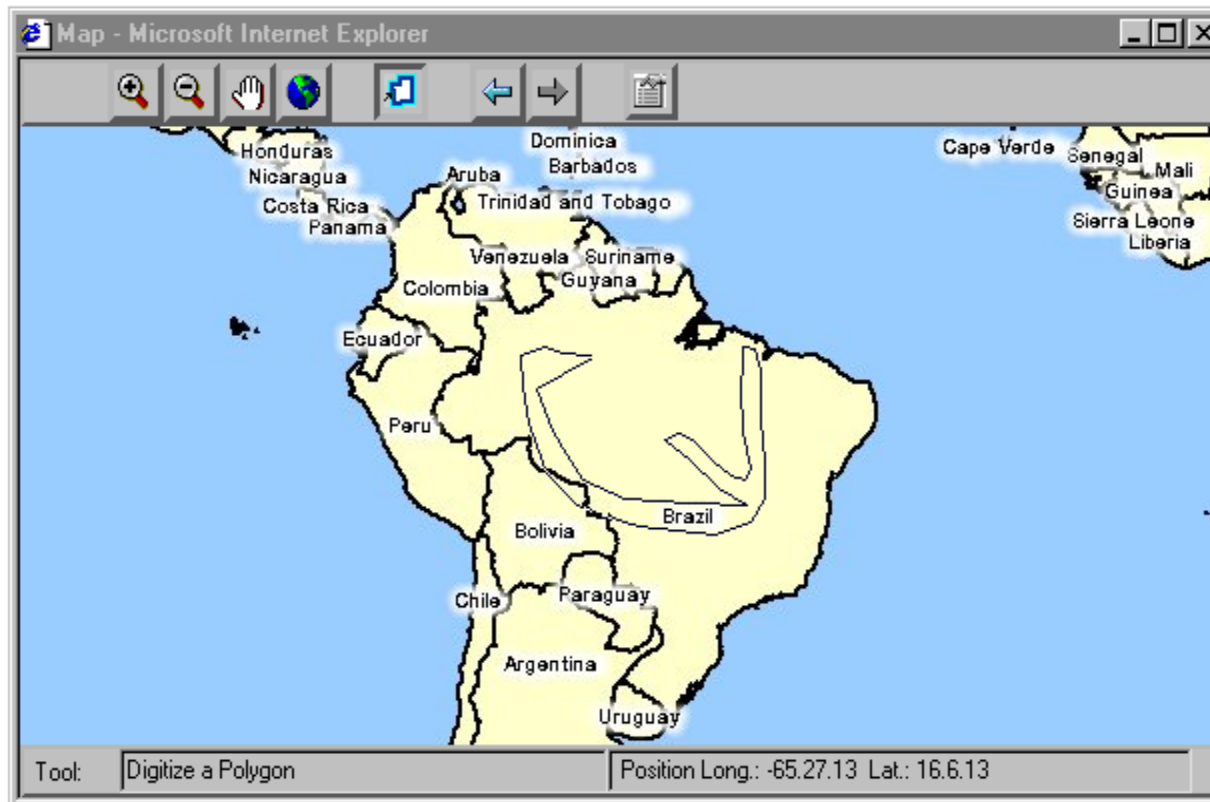 Map - Microsoft Internet Explorer
Dominica
Cape Verde
Honduras
Senegal
Barbados
Mali
Nicaragua
Aruba
Guinea
Costa Rica
Trinidad and Tobago
Sierra Leone
Panama
Liberia
Venezuela
Suriname
Guyana
Colombia
Ecuador
Peru
Brazil
Bolivia
Paraguay
Chile
Argentina
Uruguay
Tool:
Digitize a Polygon
Position Long.: -65.27.13 Lat.: 16.6.13